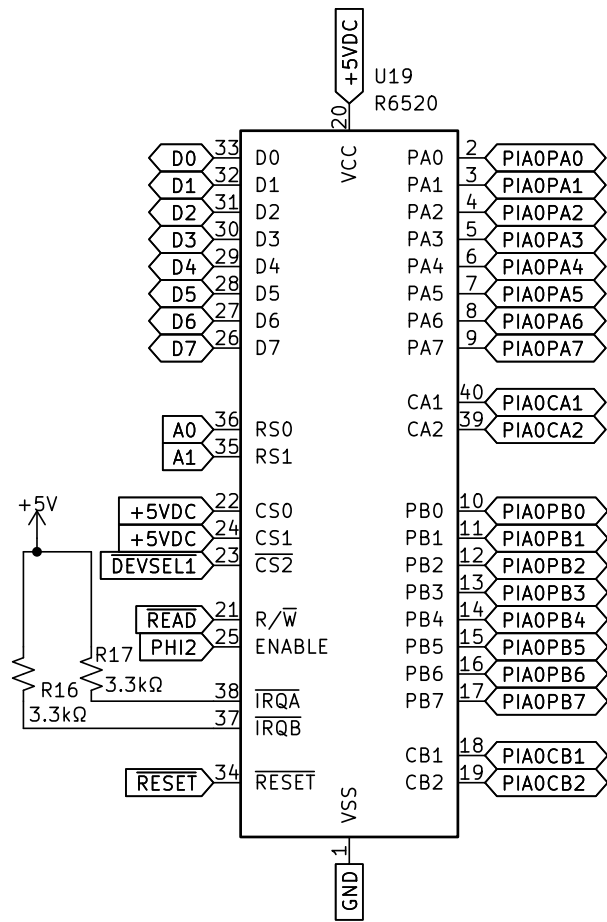 +5VDC
U19
R6520
20
VCC
D0 33 D0 PA0 2 PIA0PA0
D1 32 D1 PA1 3 PIA0PA1
D2 31 D2 PA2 4 PIA0PA2
D3 30 D3 PA3 5 PIA0PA3
D4 29 D4 PA4 6 PIA0PA4
D5 28 D5 PA5 7 PIA0PA5
D6 27 D6 PA6 8 PIA0PA6
D7 26 D7 PA7 9 PIA0PA7
CA1 40 PIA0CA1
A0 36 RS0 CA2 39 PIA0CA2
A1 35 RS1
+5V
+5VDC 22 CS0 PB0 10 PIA0PB0
+5VDC 24 CS1 PB1 11 PIA0PB1
DEVSEL1 23 CS2 PB2 12 PIA0PB2
PB3 13 PIA0PB3
READ 21 R/W PB4 14 PIA0PB4
PHI2 25 ENABLE PB5 15 PIA0PB5
R17 PB6 16 PIA0PB6
R16 3.3kΩ 38 IRQA PB7 17 PIA0PB7
3.3kΩ 37 IRQB
CB1 18 PIA0CB1
RESET 34 RESET CB2 19 PIA0CB2
VSS
1
GND